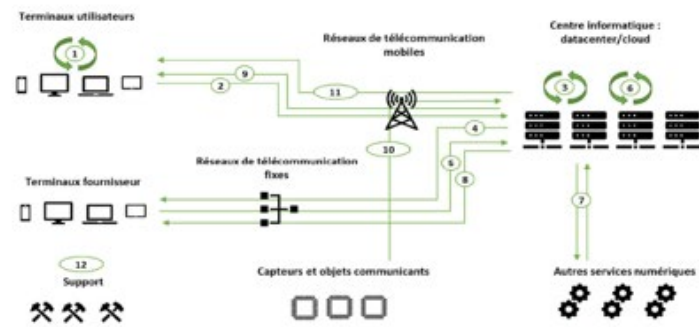 Terminaux utilisateurs
Réseaux de télécommunication
mobiles
Centre informatique :
datacenter/cloud
1
2
9
11
3
6
4
10
5
8
Réseaux de télécommunication
fixes
Terminaux fournisseur
7
12
Support
Capteurs et objets communicants
Autres services numériques